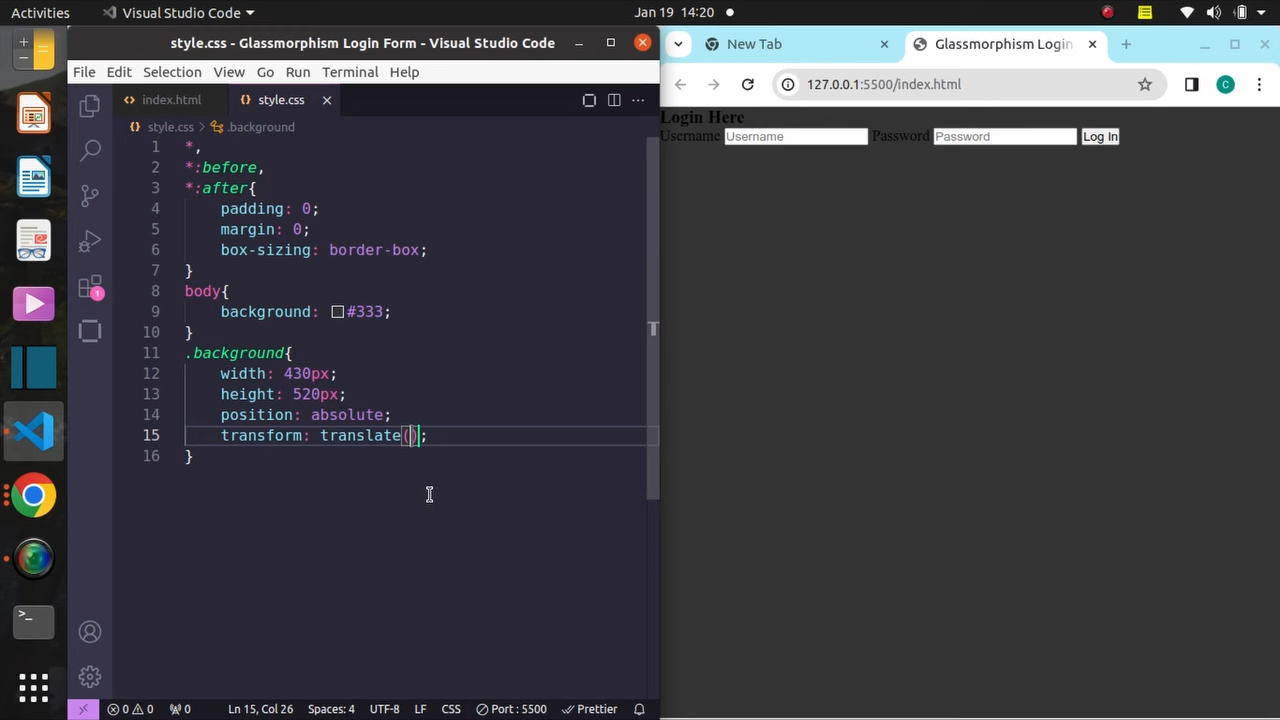 Activities
Visual Studio Code
Jan 19 14:20
style.css - Glassmorphism Login Form - Visual Studio Code
New Tab
Glassmorphism Login
File Edit Selection View Go Run Terminal Help
127.0.0.1:5500/index.html
C
index.html
style.css
style.css > .background
Login Here
Username Username Password Password Log In
1 *,
2 *:before,
3 *:after{
4 padding: 0;
5 margin: 0;
6 box-sizing: border-box;
7 }
8 body{
9 background: #333;
10 }
11 .background{
12 width: 430px;
13 height: 520px;
14 position: absolute;
15 transform: translate();
16 }
1
0 0 0
Ln 15, Col 26
Spaces: 4
UTF-8
LF
CSS
Port : 5500
Prettier